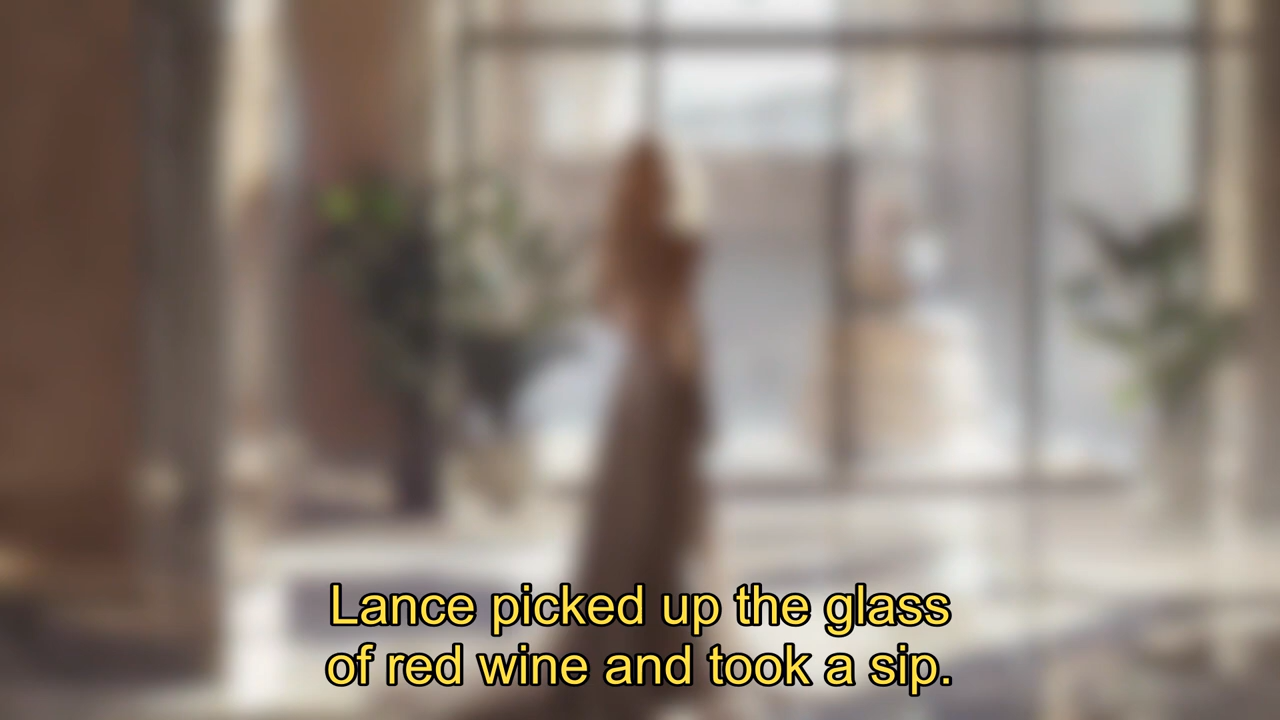 Lance picked up the glass
of red wine and took a sip.